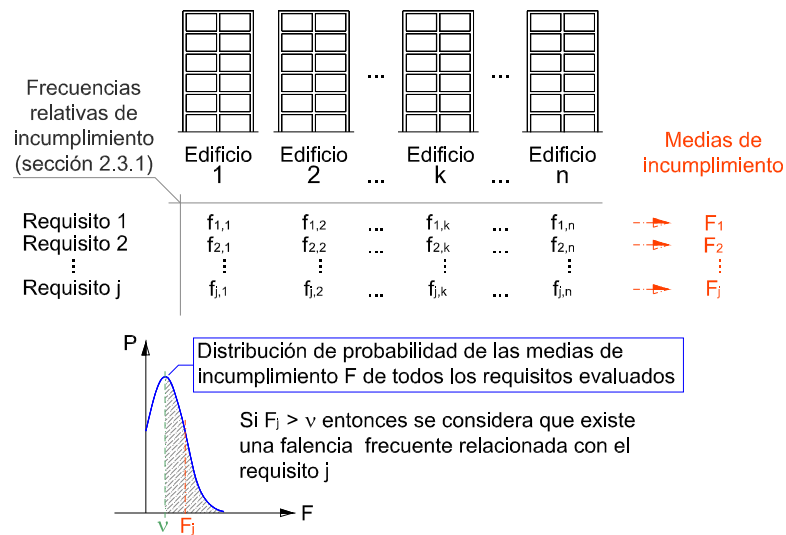 Frecuencias
relativas de
incumplimiento
(sección 2.3.1)
Edificio 1
Edificio 2
...
...
Edificio k
...
...
Edificio n
Medias de
incumplimiento
Requisito 1 f1,1 f1,2 ... f1,k ... f1,n F1
Requisito 2 f2,1 f2,2 f2,k f2,n F2
Requisito j fj,1 fj,2 ... fj,k ... fj,n Fj
P
Distribución de probabilidad de las medias de
incumplimiento F de todos los requisitos evaluados
Si Fj > ν entonces se considera que existe
una falencia frecuente relacionada con el
requisito j
ν Fj F